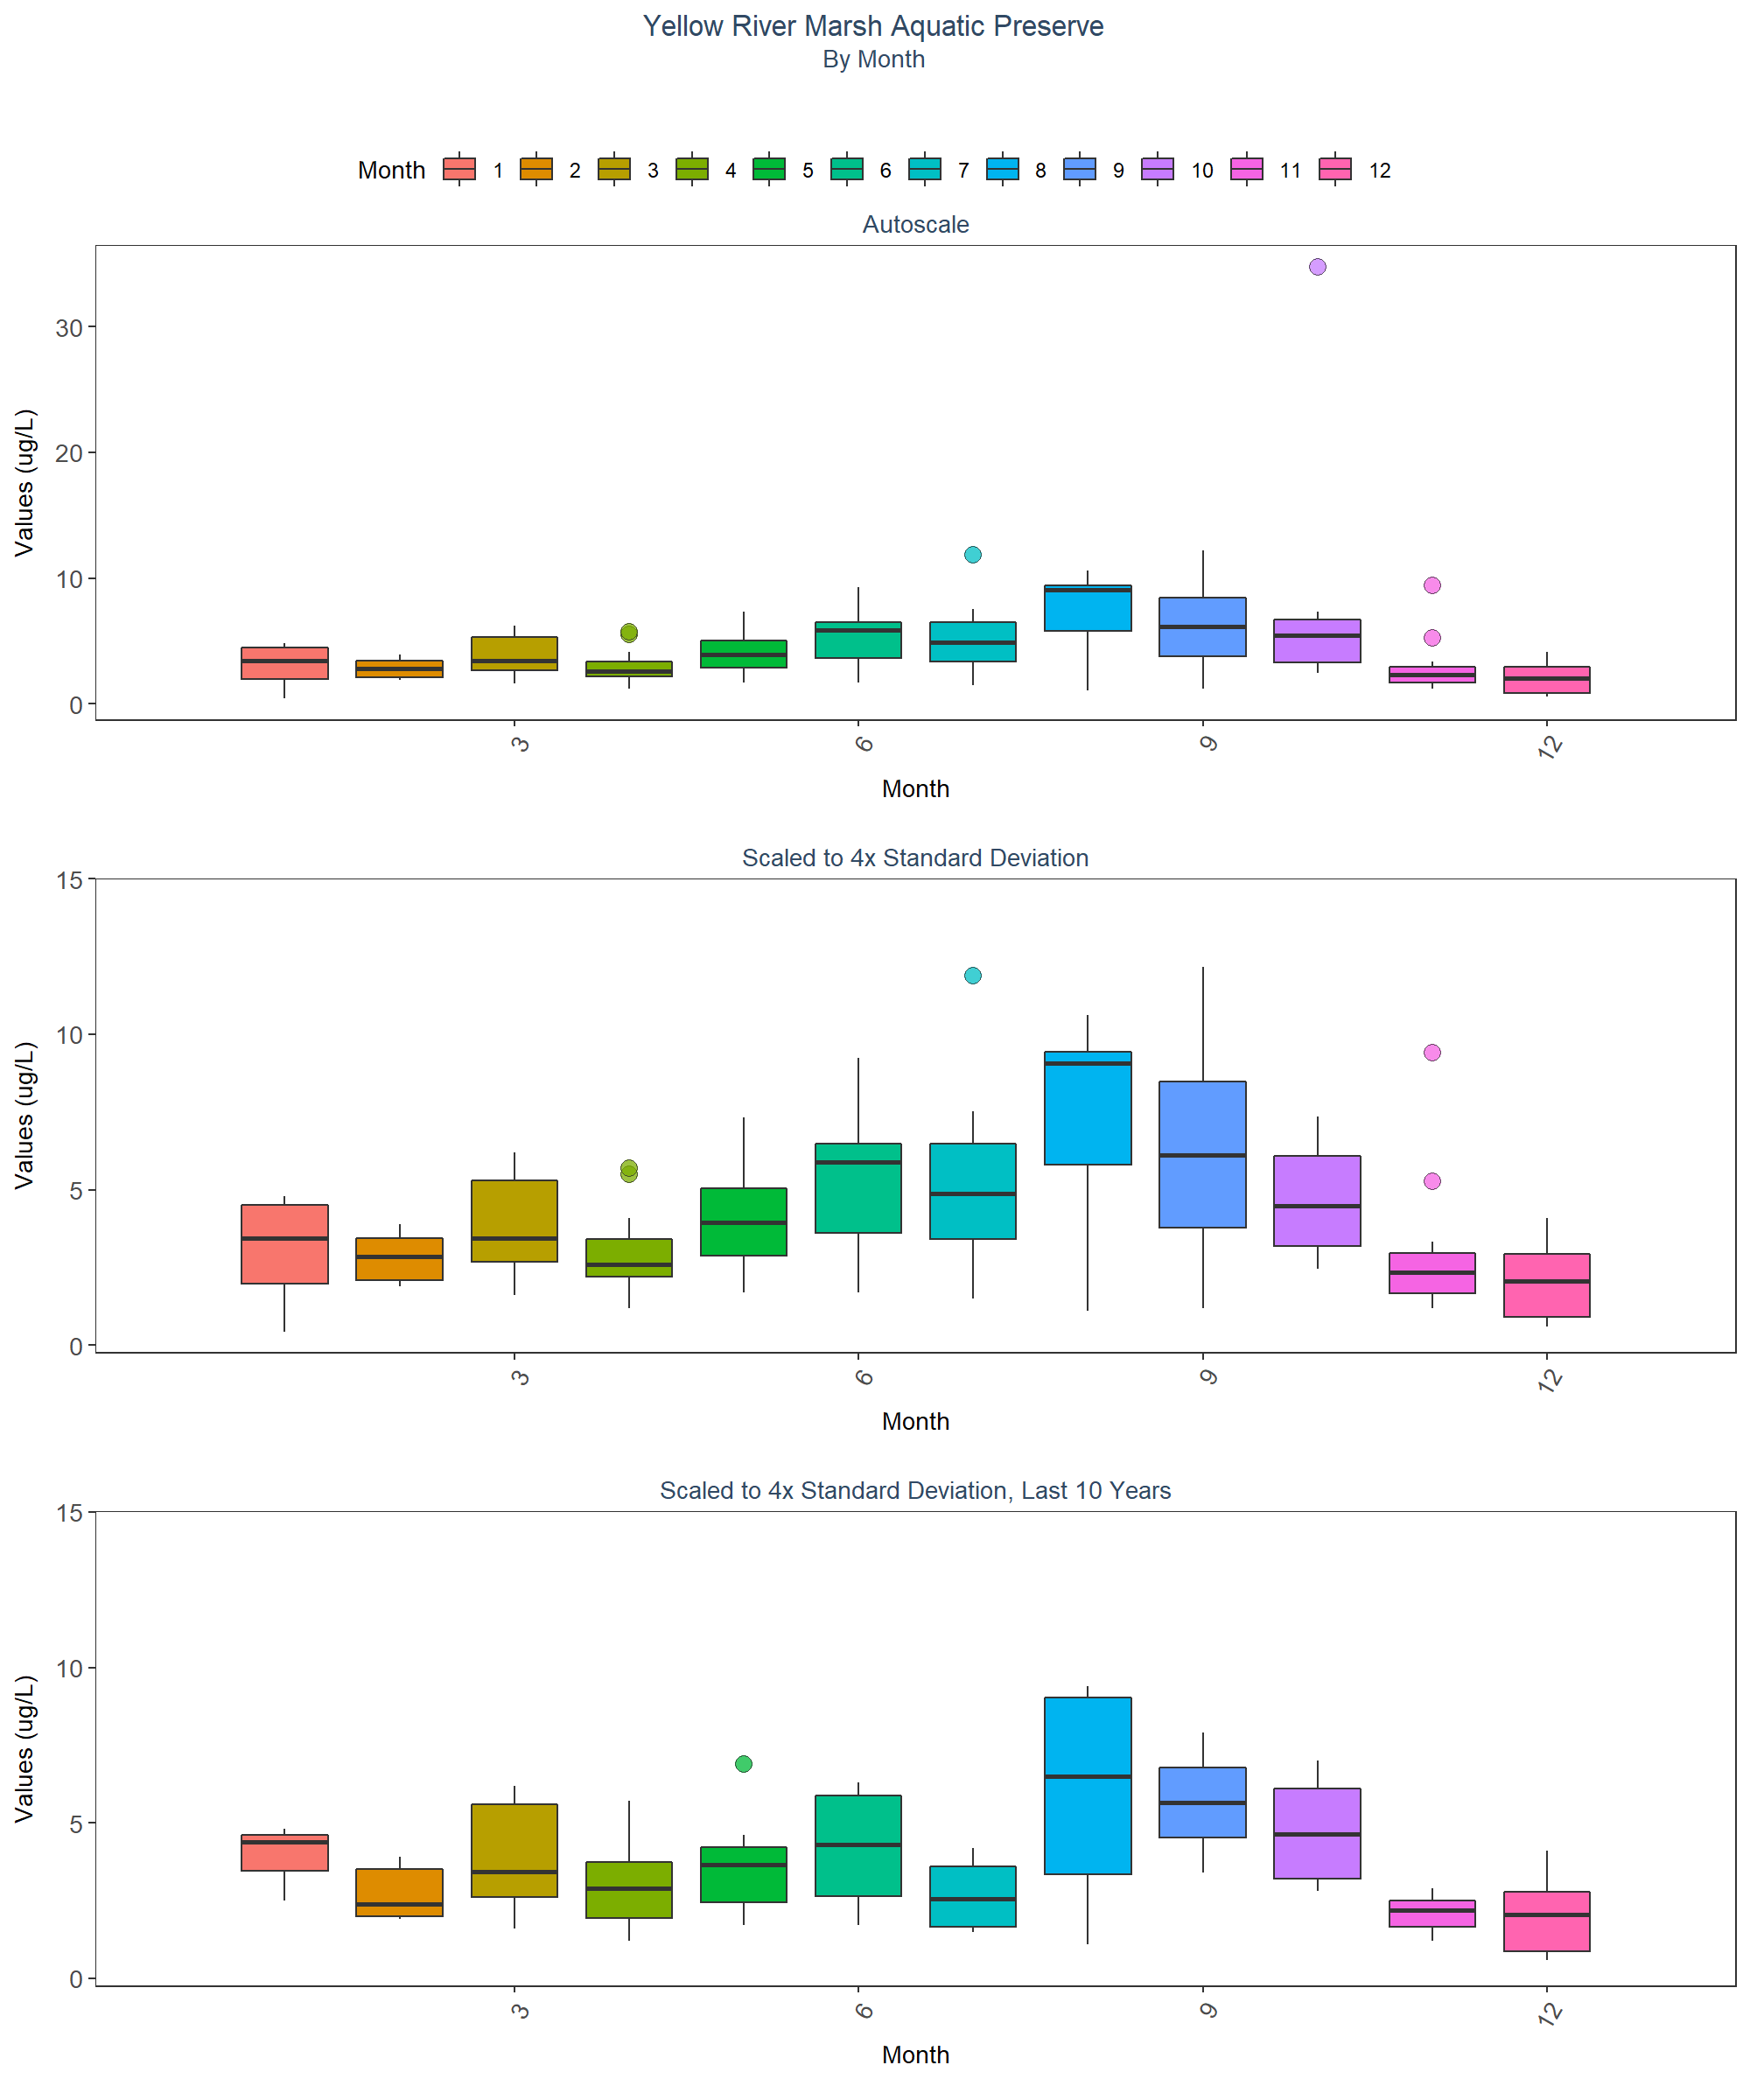 Yellow River Marsh Aquatic Preserve
By Month
Month 1 2 3 4 5 6 7 8 9 10 11 12
Autoscale
Values (ug/L)
30
20
10
0
3 6 9 12
Month
Scaled to 4x Standard Deviation
Values (ug/L)
15
10
5
0
3 6 9 12
Month
Scaled to 4x Standard Deviation, Last 10 Years
Values (ug/L)
15
10
5
0
3 6 9 12
Month